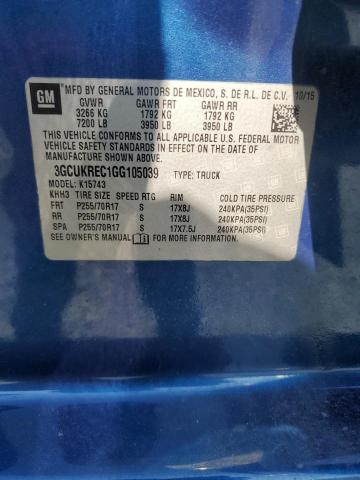 GM
MFD BY GENERAL MOTORS DE MEXICO, S. DE R.L. DE C.V. 10/15
GVWR GAWR FRT GAWR RR
3266 KG 1792 KG 1792 KG
7200 LB 3950 LB 3950 LB
THIS VEHICLE CONFORMS TO ALL APPLICABLE U.S. FEDERAL MOTOR
VEHICLE SAFETY STANDARDS IN EFFECT ON THE DATE OF
MANUFACTURE SHOWN ABOVE.
3GCUKREC1GG105039 TYPE: TRUCK
MODEL: K15743
KHH3 TIRE SIZE SPEED RTG RIM COLD TIRE PRESSURE
FRT P255/70R17 S 17X8J 240KPA(35PSI)
RR P255/70R17 S 17X8J 240KPA(35PSI)
SPA P255/70R17 S 17X7.5J 240KPA(35PSI)
SEE OWNER'S MANUAL FOR MORE INFORMATION.